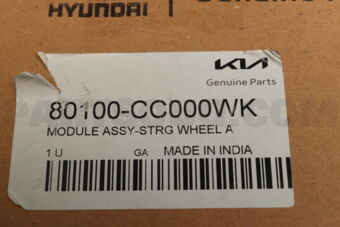 HYUNDAI
KIA
Genuine Parts
80100-CC000WK
MODULE ASSY-STRG WHEEL A
1 U GA MADE IN INDIA